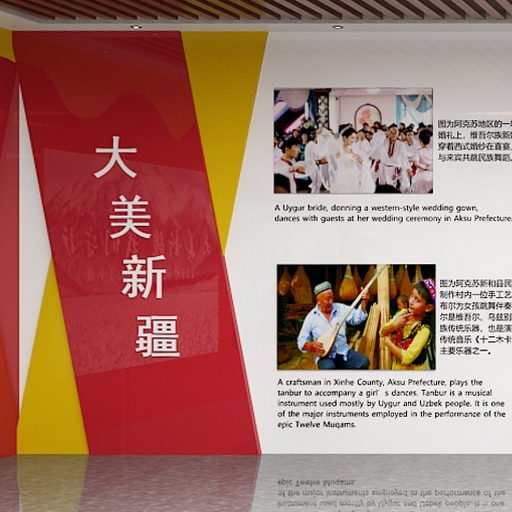 大
美
新
疆
图为阿克苏地区的一
婚礼上，维吾尔族新
穿着西式婚纱在喜宴
与来宾共跳民族舞蹈
A Uygur bride, donning a western-style wedding gown,
dances with guests at her wedding ceremony in Aksu Prefecture
图为阿克苏新和县民
制作村内一位手工艺
布尔为女孩跳舞伴奏
尔是维吾尔、乌兹别
族传统乐器，也是演
传统音乐《十二木卡
主要乐器之一。
A craftsman in Xinhe County, Aksu Prefecture, plays the
tanbur to accompany a girl's dances. Tanbur is a musical
instrument used mostly by Uygur and Uzbek people. It is one
of the major instruments employed in the performance of the
epic Twelve Muqams.